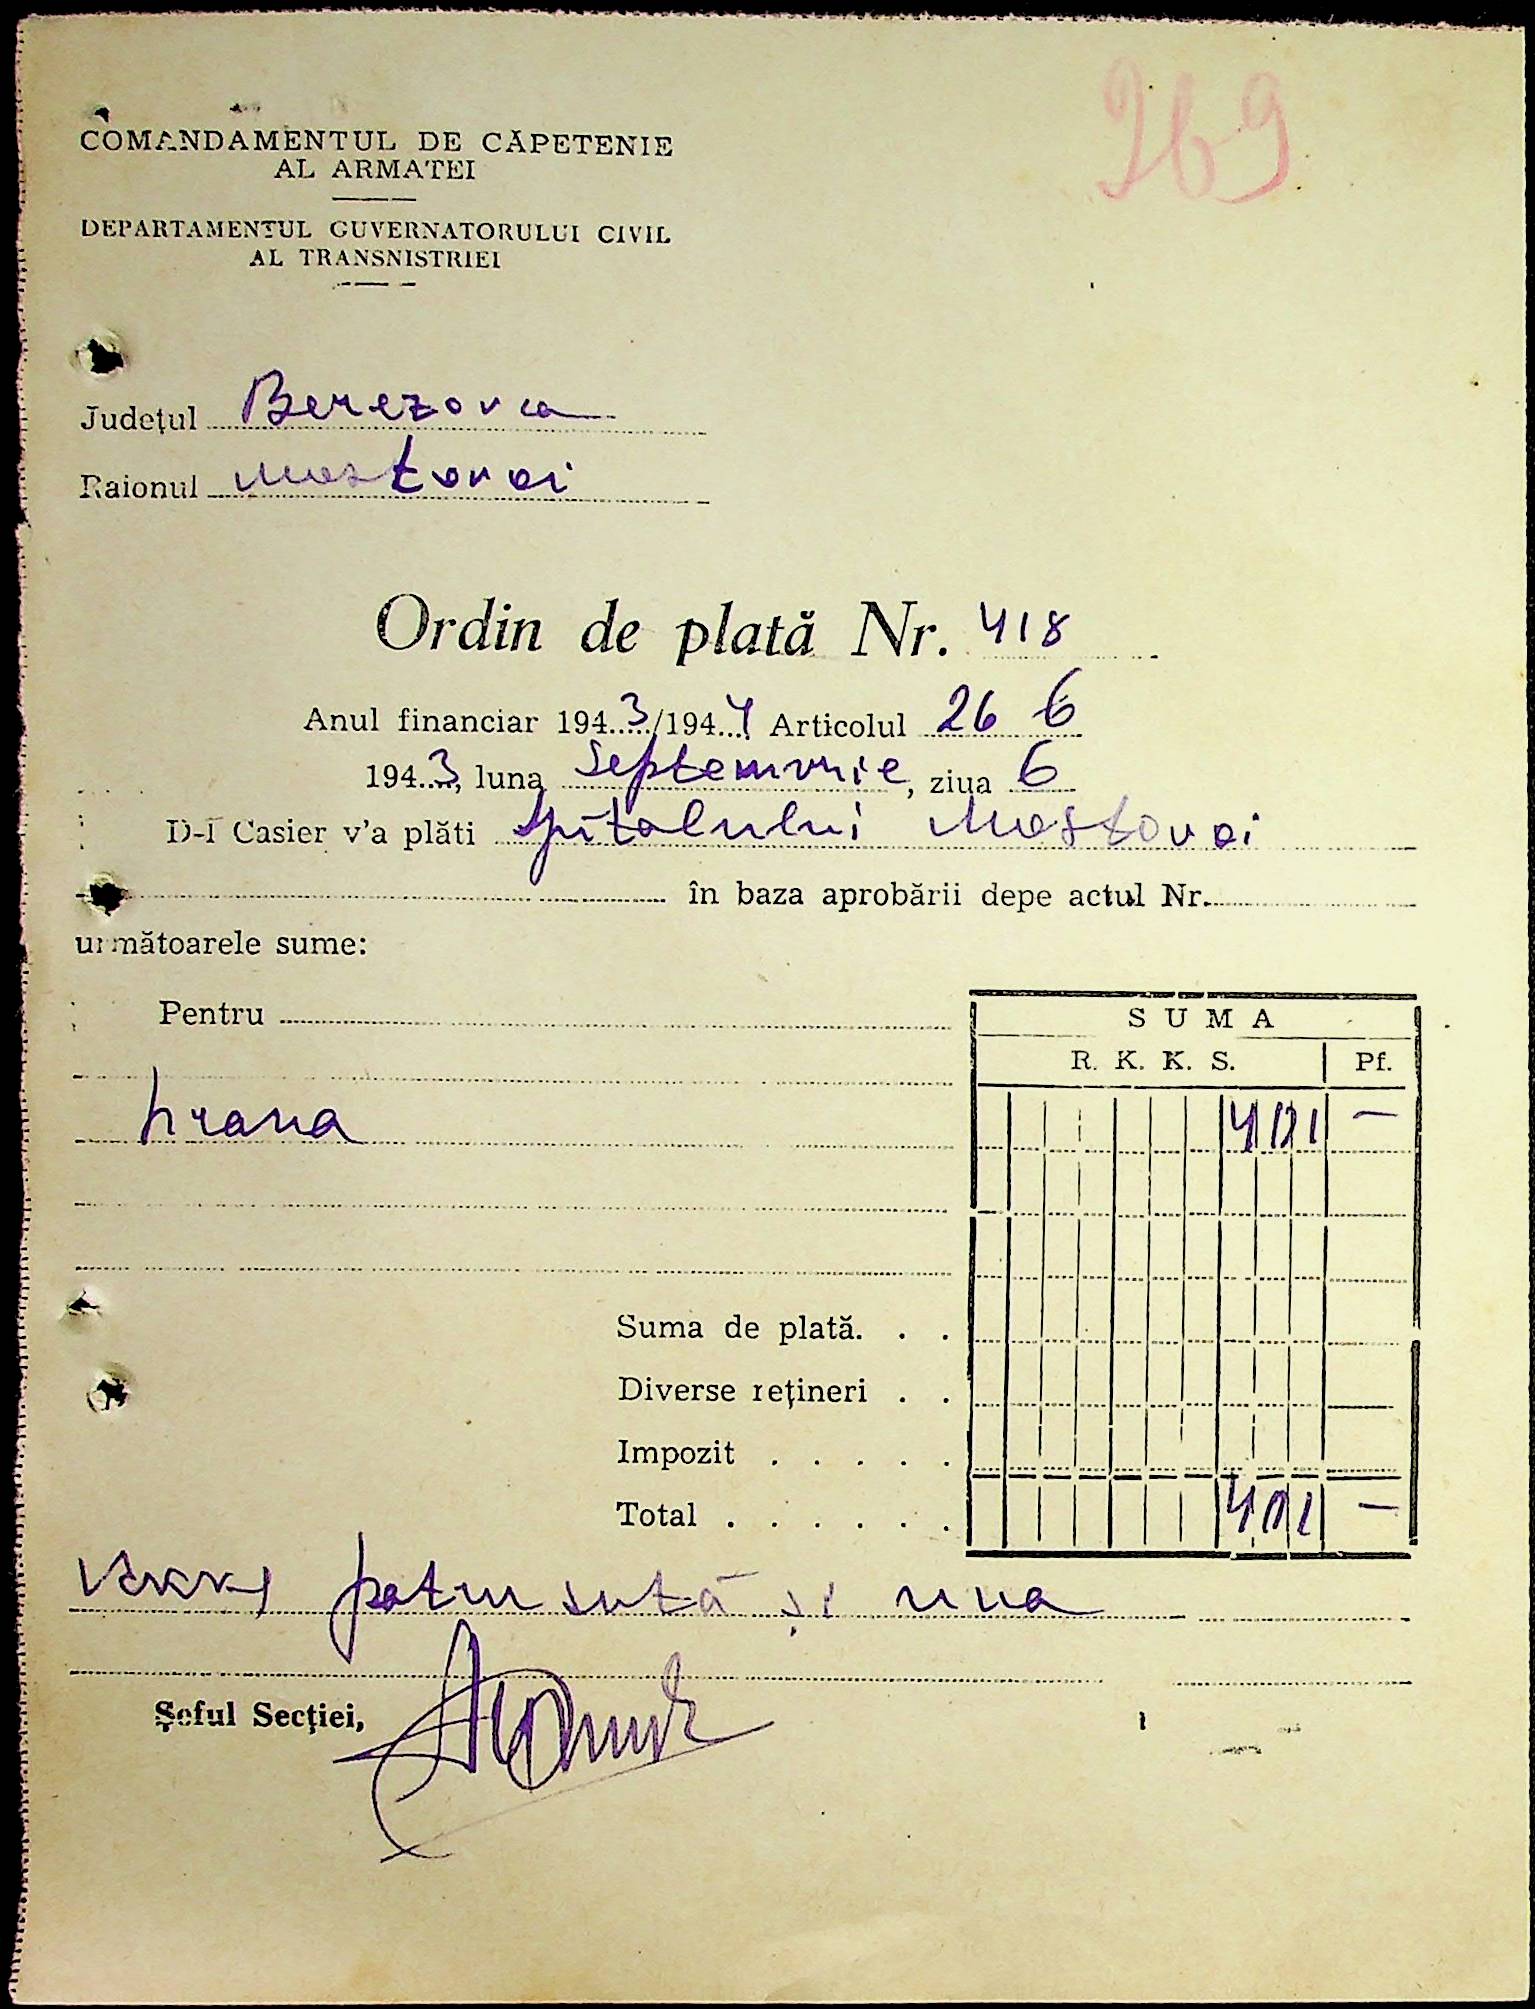 269
COMANDAMENTUL DE CĂPETENIE
AL ARMATEI
DEPARTAMENTUL GUVERNATORULUI CIVIL
AL TRANSNISTRIEI
Județul Berezovca
Raionul Mostovoi
Ordin de plată Nr. 418
Anul financiar 1943/1944 Articolul 26 6
1943, luna Septemvrie, ziua 6
D-l Casier v'a plăti Spitalului Mostovoi
în baza aprobării depe actul Nr.
următoarele sume:
Pentru
SUMA
R. K. K. S. Pf.
hrana 401 —
Suma de plată. . .
Diverse rețineri . .
Impozit . . . . .
Total . . . . . . 401 —
RKKS patru sută și una
Șeful Secției,